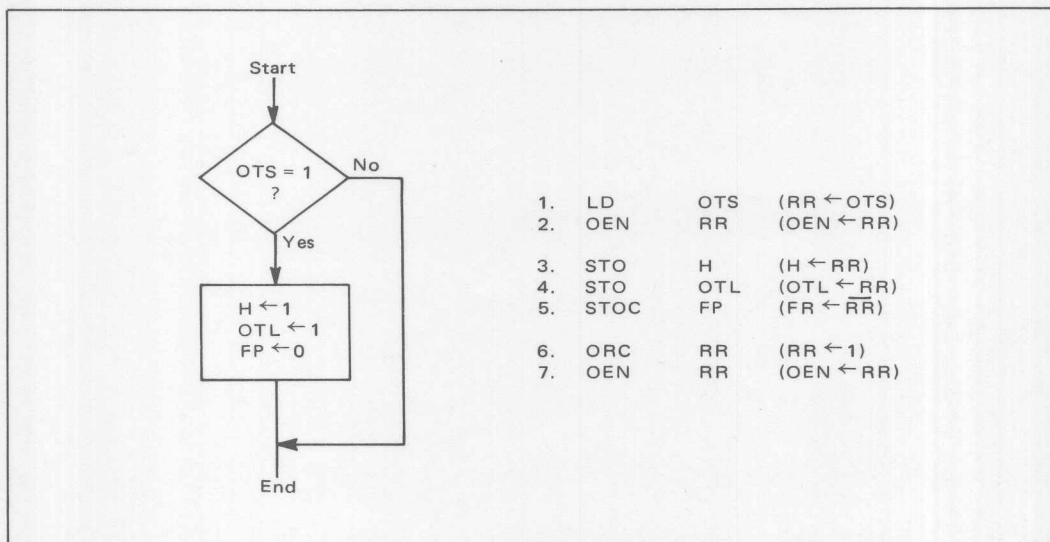 Start
OTS = 1
?
No
Yes
H ← 1
OTL ← 1
FP ← 0
End
1. LD OTS (RR ← OTS)
2. OEN RR (OEN ← RR)
3. STO H (H ← RR)
4. STO OTL (OTL ← RR)
5. STOC FP (FR ← R̅R̅)
6. ORC RR (RR ← 1)
7. OEN RR (OEN ← RR)